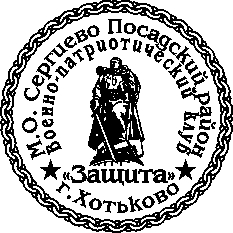 М.О. Сергиево Посадский район
Военно-патриотический клуб
«Защита»
г. Хотьково